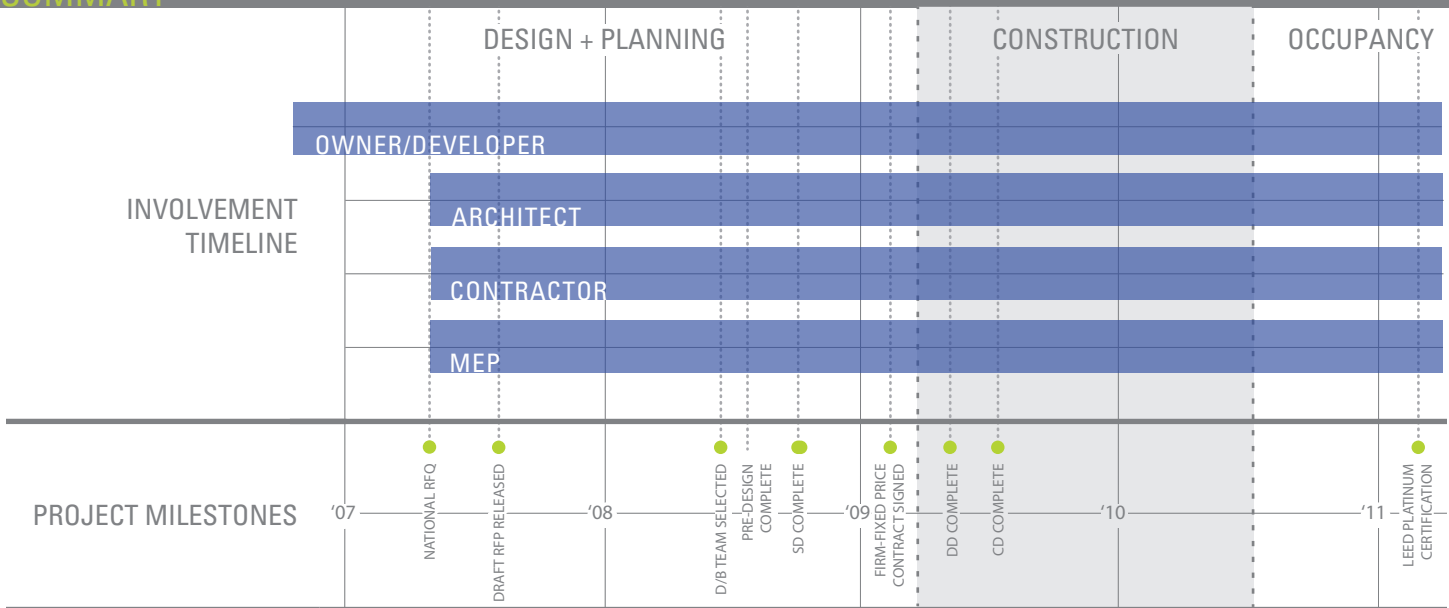 SUMMARY
DESIGN + PLANNING
CONSTRUCTION
OCCUPANCY
INVOLVEMENT
TIMELINE
OWNER/DEVELOPER
ARCHITECT
CONTRACTOR
MEP
PROJECT MILESTONES
'07
NATIONAL RFQ
DRAFT RFP RELEASED
'08
D/B TEAM SELECTED
PRE-DESIGN
COMPLETE
SD COMPLETE
'09
FIRM-FIXED PRICE
CONTRACT SIGNED
DD COMPLETE
CD COMPLETE
'10
'11
LEED PLATINUM
CERTIFICATION